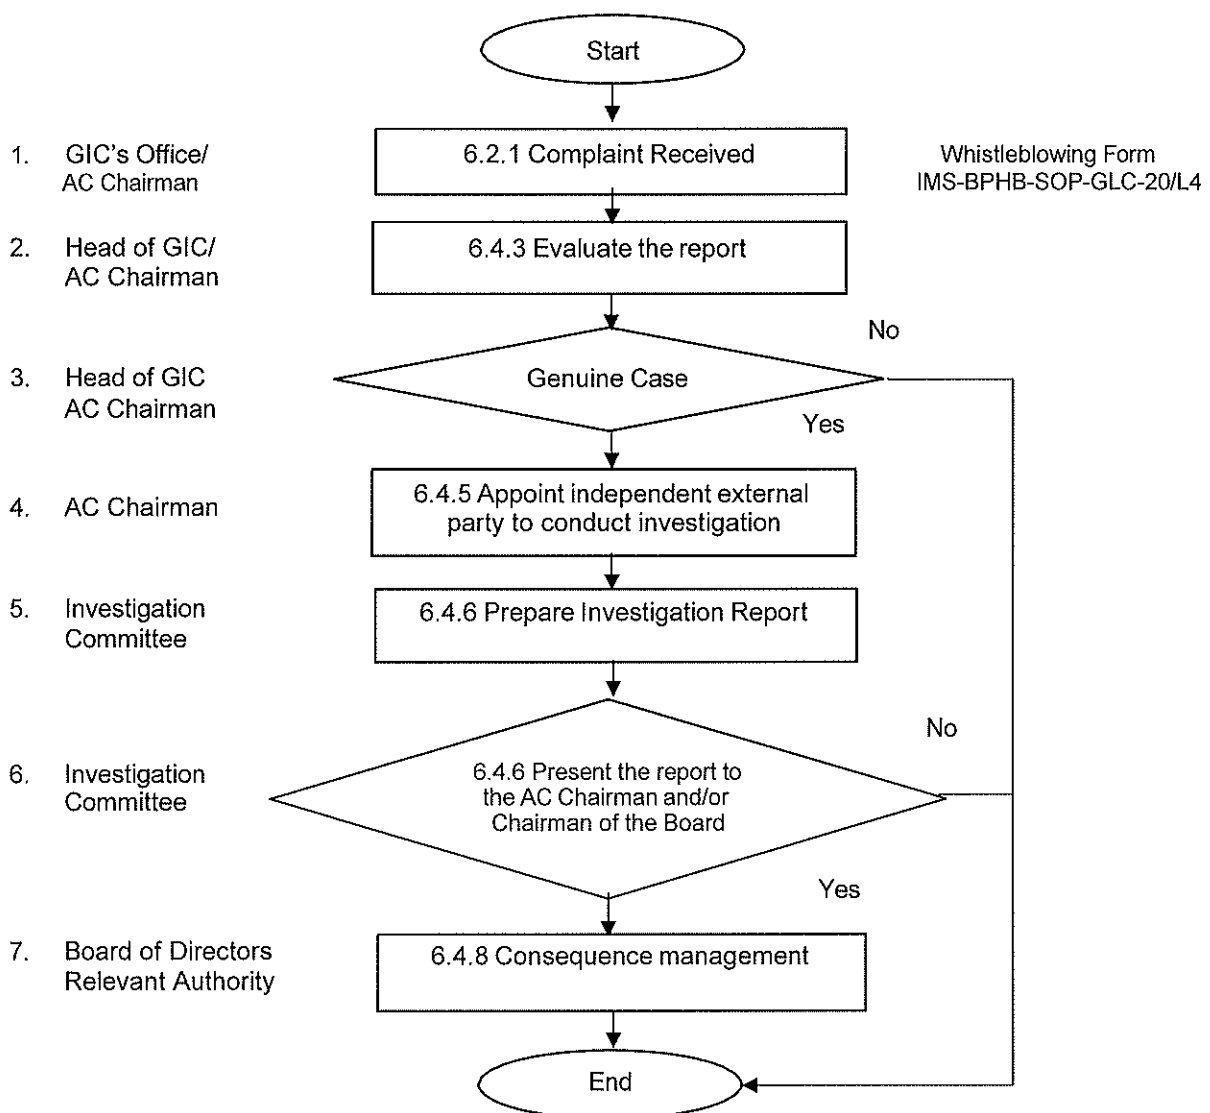 Start
1. GIC's Office/
AC Chairman
6.2.1 Complaint Received
Whistleblowing Form
IMS-BPHB-SOP-GLC-20/L4
2. Head of GIC/
AC Chairman
6.4.3 Evaluate the report
No
3. Head of GIC
AC Chairman
Genuine Case
Yes
4. AC Chairman
6.4.5 Appoint independent external
party to conduct investigation
5. Investigation
Committee
6.4.6 Prepare Investigation Report
No
6. Investigation
Committee
6.4.6 Present the report to
the AC Chairman and/or
Chairman of the Board
Yes
7. Board of Directors
Relevant Authority
6.4.8 Consequence management
End